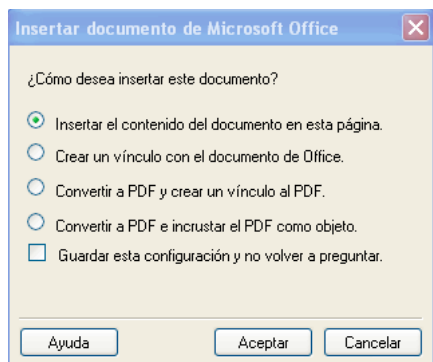 Insertar documento de Microsoft Office
¿Cómo desea insertar este documento?
Insertar el contenido del documento en esta página.
Crear un vínculo con el documento de Office.
Convertir a PDF y crear un vínculo al PDF.
Convertir a PDF e incrustar el PDF como objeto.
Guardar esta configuración y no volver a preguntar.
Ayuda Aceptar Cancelar